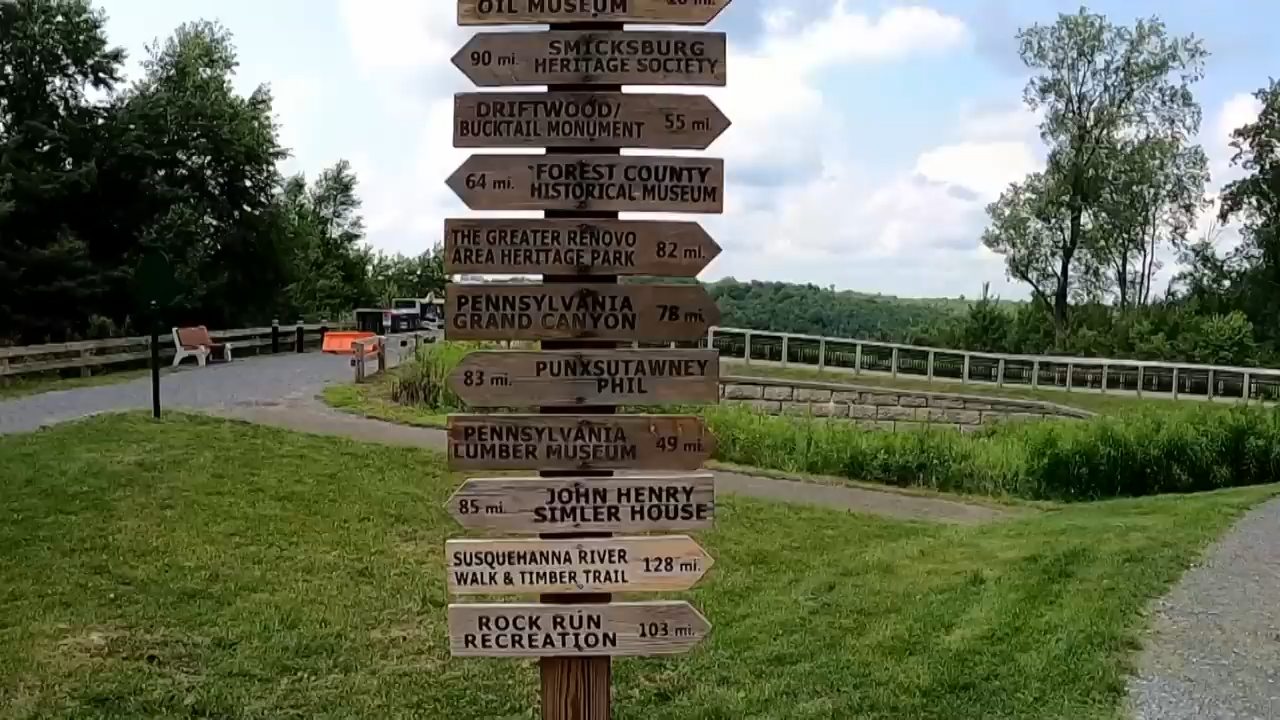 OIL MUSEUM
90 mi. SMICKSBURG
HERITAGE SOCIETY
DRIFTWOOD/
BUCKTAIL MONUMENT 55 mi.
64 mi. FOREST COUNTY
HISTORICAL MUSEUM
THE GREATER RENOVO
AREA HERITAGE PARK 82 mi.
PENNSYLVANIA
GRAND CANYON 78 mi.
83 mi. PUNXSUTAWNEY
PHIL
PENNSYLVANIA
LUMBER MUSEUM 49 mi.
85 mi. JOHN HENRY
SIMLER HOUSE
SUSQUEHANNA RIVER
WALK & TIMBER TRAIL 128 mi.
ROCK RUN
RECREATION 103 mi.